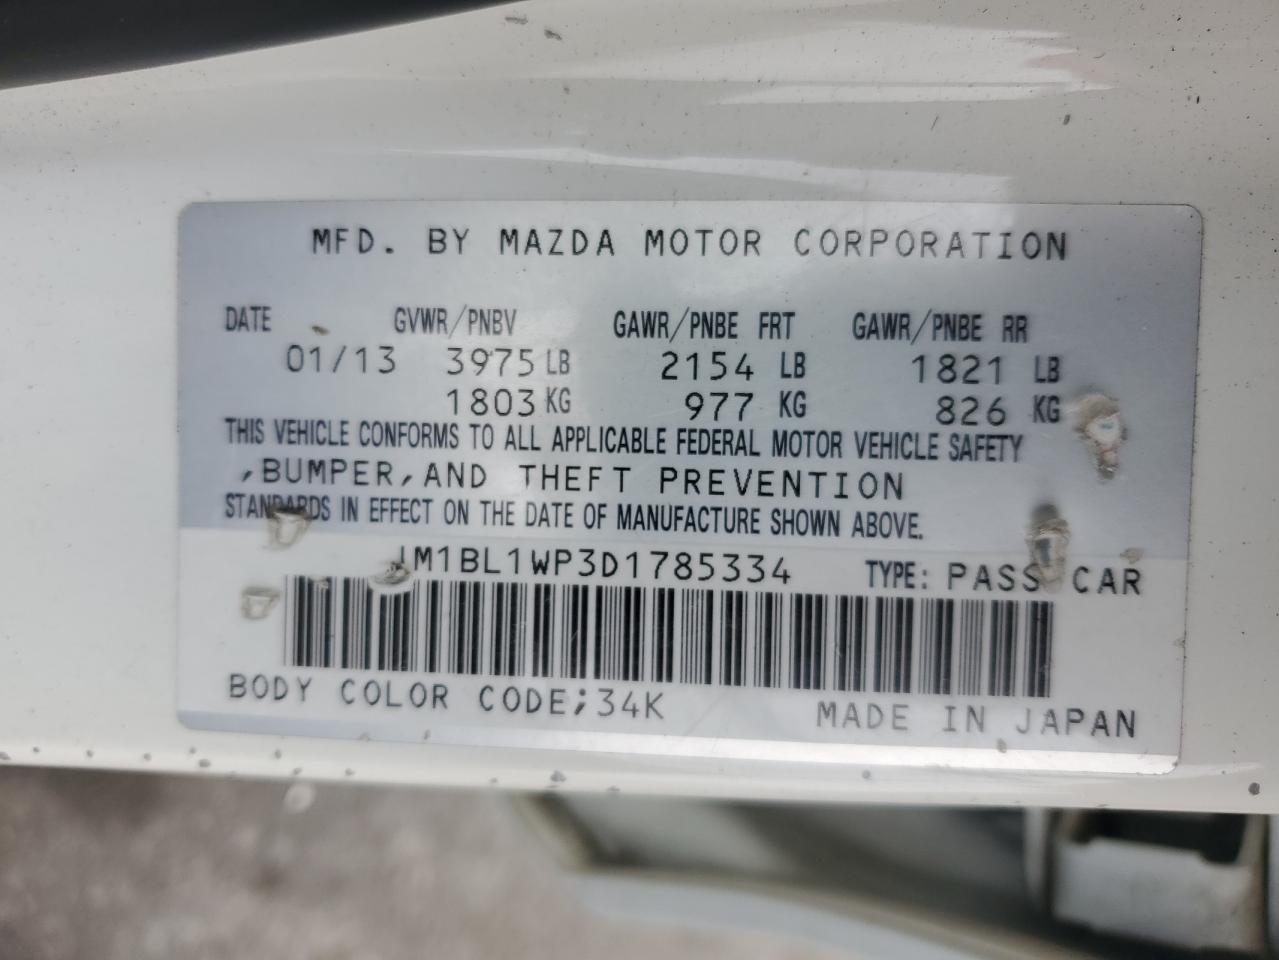 MFD. BY MAZDA MOTOR CORPORATION
DATE GVWR/PNBV GAWR/PNBE FRT GAWR/PNBE RR
01/13 3975 LB 2154 LB 1821 LB
1803 KG 977 KG 826 KG
THIS VEHICLE CONFORMS TO ALL APPLICABLE FEDERAL MOTOR VEHICLE SAFETY
,BUMPER,AND THEFT PREVENTION
STANDARDS IN EFFECT ON THE DATE OF MANUFACTURE SHOWN ABOVE.
JM1BL1WP3D1785334 TYPE: PASS CAR
BODY COLOR CODE;34K MADE IN JAPAN